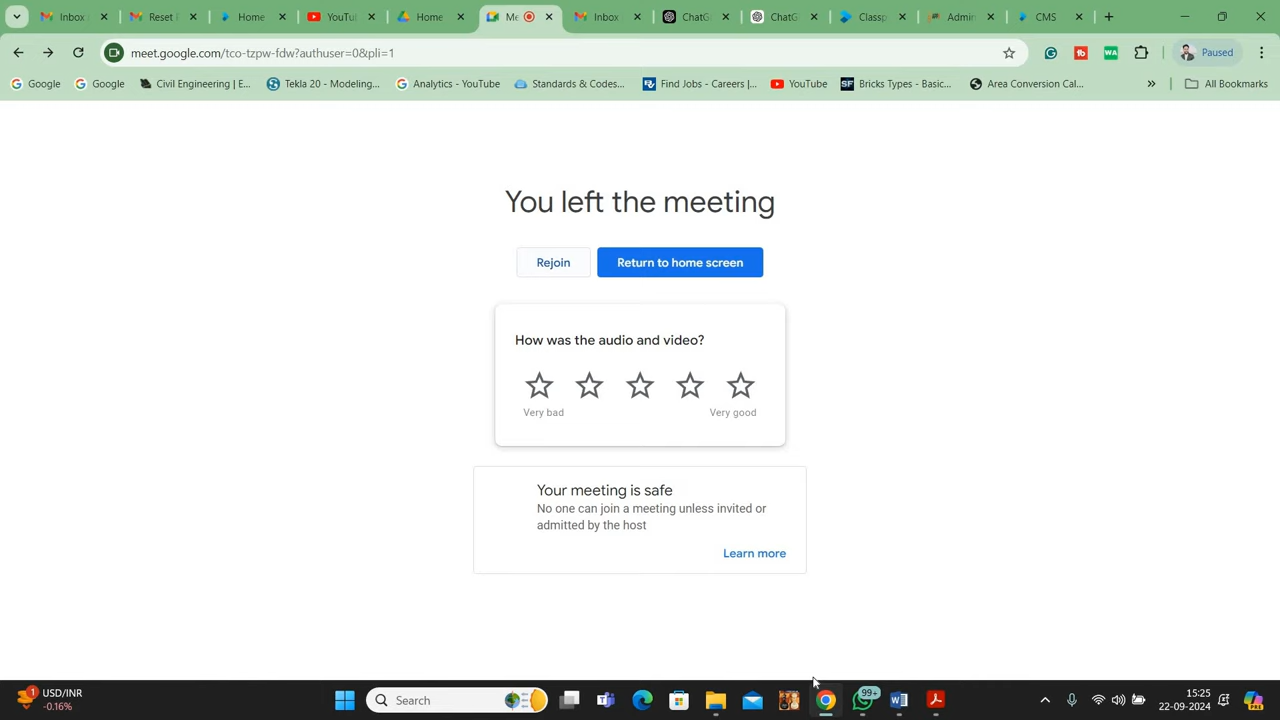 Inbox
Reset
Home
YouTu
Home
Me
Inbox
ChatG
ChatG
Classp
Admin
CMS
meet.google.com/tco-tzpw-fdw?authuser=0&pli=1
Paused
Google
Google
Civil Engineering | E...
Tekla 20 - Modeling...
Analytics - YouTube
Standards & Codes...
Find Jobs - Careers |...
YouTube
Bricks Types - Basic...
Area Conversion Cal...
»
All Bookmarks
You left the meeting
Rejoin
Return to home screen
How was the audio and video?
Very bad
Very good
Your meeting is safe
No one can join a meeting unless invited or
admitted by the host
Learn more
1
USD/INR
-0.16%
Search
99+
15:25
22-09-2024